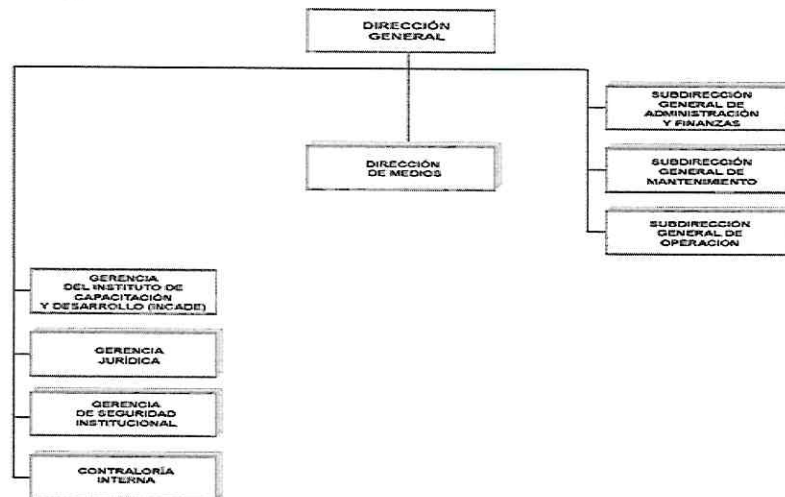 DIRECCIÓN
GENERAL
SUBDIRECCIÓN
GENERAL DE
ADMINISTRACIÓN
Y FINANZAS
DIRECCIÓN
DE MEDIOS
SUBDIRECCIÓN
GENERAL DE
MANTENIMIENTO
SUBDIRECCIÓN
GENERAL DE
OPERACIÓN
GERENCIA
DEL INSTITUTO DE
CAPACITACIÓN
Y DESARROLLO (INCADE)
GERENCIA
JURÍDICA
GERENCIA
DE SEGURIDAD
INSTITUCIONAL
CONTRALORÍA
INTERNA